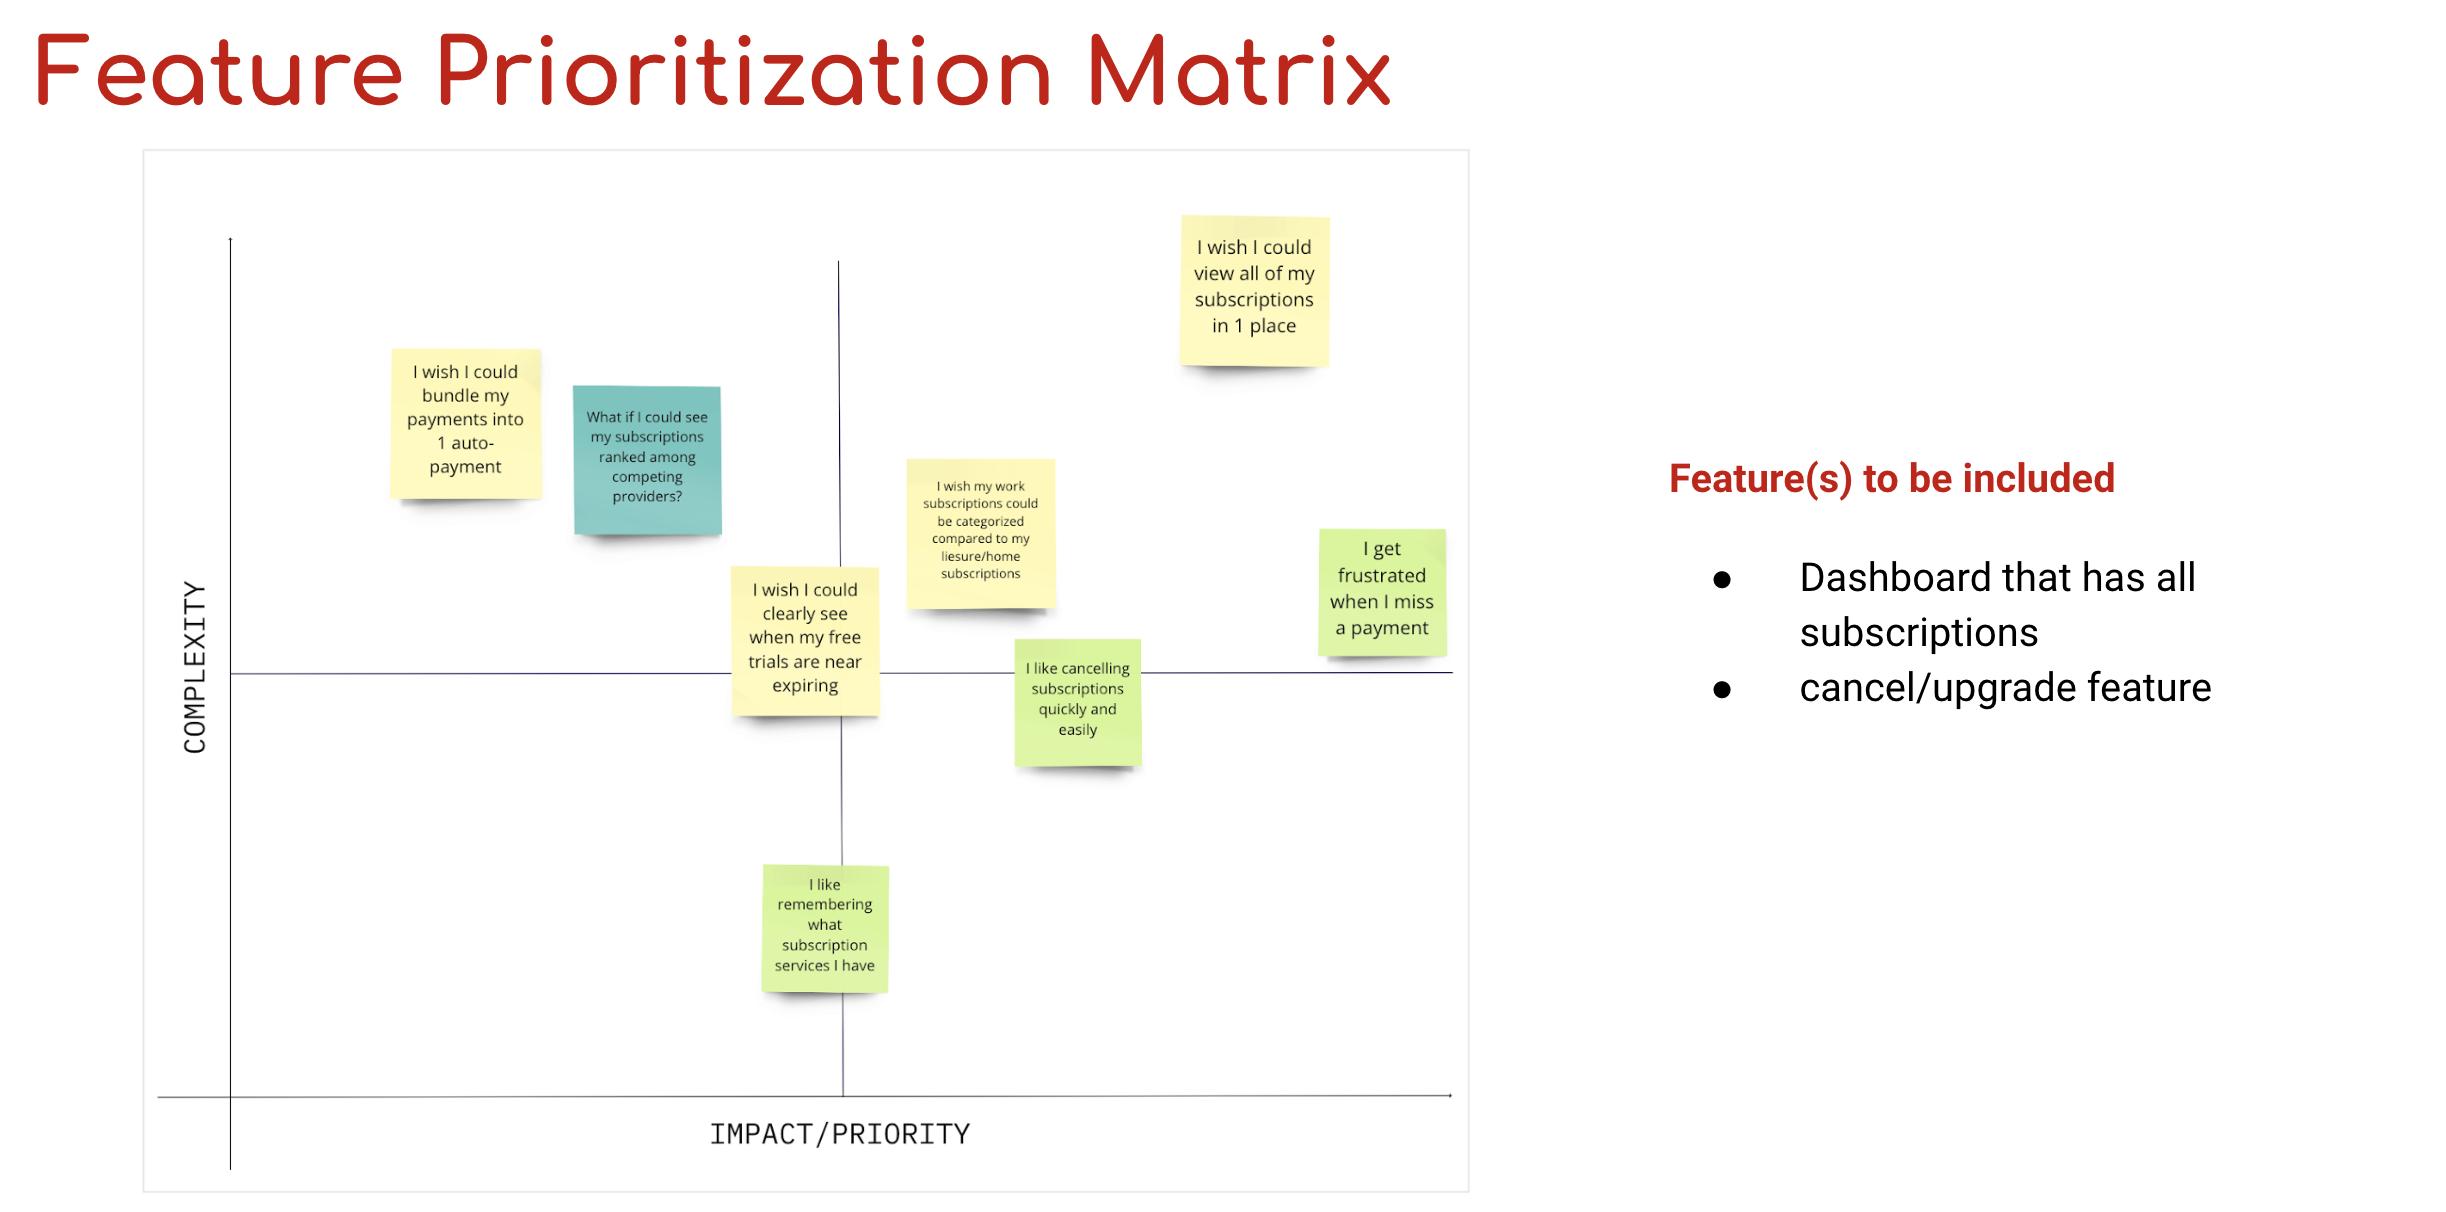 Feature Prioritization Matrix
I wish I could
view all of my
subscriptions
in 1 place
I wish I could
bundle my
payments into
1 auto-
payment
What if I could see
my subscriptions
ranked among
competing
providers?
I wish my work
subscriptions could
be categorized
compared to my
liesure/home
subscriptions
I get
frustrated
when I miss
a payment
I wish I could
clearly see
when my free
trials are near
expiring
I like cancelling
subscriptions
quickly and
easily
I like
remembering
what
subscription
services I have
COMPLEXITY
IMPACT/PRIORITY
Feature(s) to be included
● Dashboard that has all
subscriptions
● cancel/upgrade feature